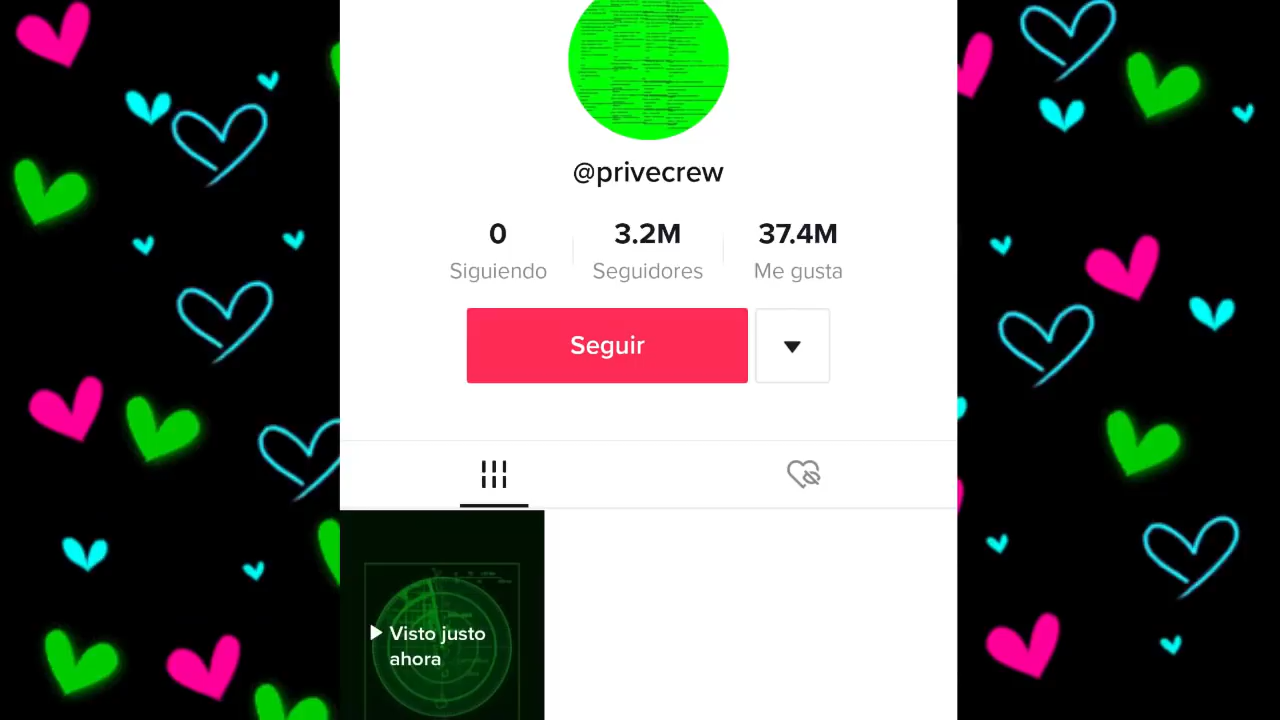 @privecrew
0 3.2M 37.4M
Siguiendo Seguidores Me gusta
Seguir
Visto justo
ahora